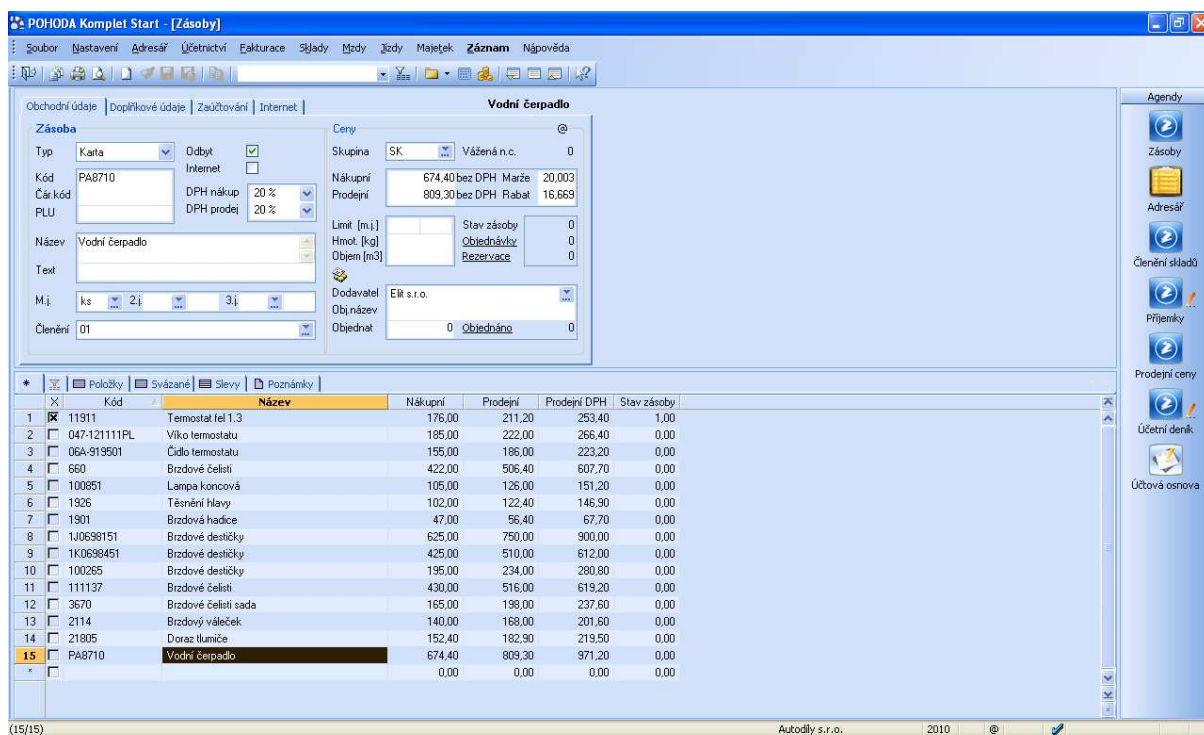 POHODA Komplet Start - [Zásoby]
Soubor Nastavení Adresář Účetnictví Fakturace Sklady Mzdy Jízdy Majetek Záznam Nápověda
Obchodní údaje Doplňkové údaje Zaúčtování Internet Vodní čerpadlo
Zásoba
Typ Karta Odbyt
Internet
Kód PA8710
Čár.kód
PLU
DPH nákup 20 %
DPH prodej 20 %
Název Vodní čerpadlo
Text
M.j. ks 2.j. 3.j.
Členění 01
Ceny @
Skupina SK Vážená n.c. 0
Nákupní 674,40 bez DPH Marže 20,003
Prodejní 809,30 bez DPH Rabat 16,669
Limit [m.j.] Stav zásoby 0
Hmot. [kg] Objednávky 0
Objem [m3] Rezervace 0
Dodavatel Elit s.r.o.
Obj.název
Objednat 0 Objednáno 0
* Položky Svázané Slevy Poznámky
X Kód Název Nákupní Prodejní Prodejní DPH Stav zásoby
1 11911 Termostat fel 1.3 176,00 211,20 253,40 1,00
2 047-121111PL Víko termostatu 185,00 222,00 266,40 0,00
3 06A-919501 Čidlo termostatu 155,00 186,00 223,20 0,00
4 660 Brzdové čelisti 422,00 506,40 607,70 0,00
5 100851 Lampa koncová 105,00 126,00 151,20 0,00
6 1926 Těsnění hlavy 102,00 122,40 146,90 0,00
7 1901 Brzdová hadice 47,00 56,40 67,70 0,00
8 1J0698151 Brzdové destičky 625,00 750,00 900,00 0,00
9 1K0698451 Brzdové destičky 425,00 510,00 612,00 0,00
10 100265 Brzdové destičky 195,00 234,00 280,80 0,00
11 111137 Brzdové čelisti 430,00 516,00 619,20 0,00
12 3670 Brzdové čelisti sada 165,00 198,00 237,60 0,00
13 2114 Brzdový váleček 140,00 168,00 201,60 0,00
14 21805 Doraz tlumiče 152,40 182,90 219,50 0,00
15 PA8710 Vodní čerpadlo 674,40 809,30 971,20 0,00
* 0,00 0,00 0,00 0,00
Agendy
Zásoby
Adresář
Členění skladů
Příjemky
Prodejní ceny
Účetní deník
Účtová osnova
(15/15) Autodíly s.r.o. 2010 @